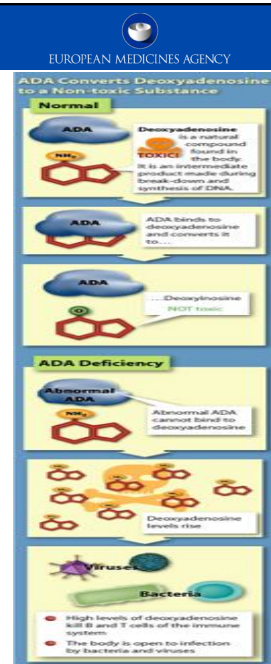 EUROPEAN MEDICINES AGENCY
ADA Converts Deoxyadenosine
to a Non-toxic Substance
Normal
ADA
NH₂
TOXIC!
Deoxyadenosine
is a natural
compound
found in
the body.
It is an intermediate
product made during
break-down and
synthesis of DNA.
ADA
ADA binds to
deoxyadenosine
and converts it
to...
ADA
O
...Deoxyinosine
NOT toxic
ADA Deficiency
Abnormal
ADA
NH₂
Abnormal ADA
cannot bind to
deoxyadenosine
Deoxyadenosine
levels rise
Viruses
Bacteria
High levels of deoxyadenosine
kill B and T cells of the immune
system
The body is open to infection
by bacteria and viruses